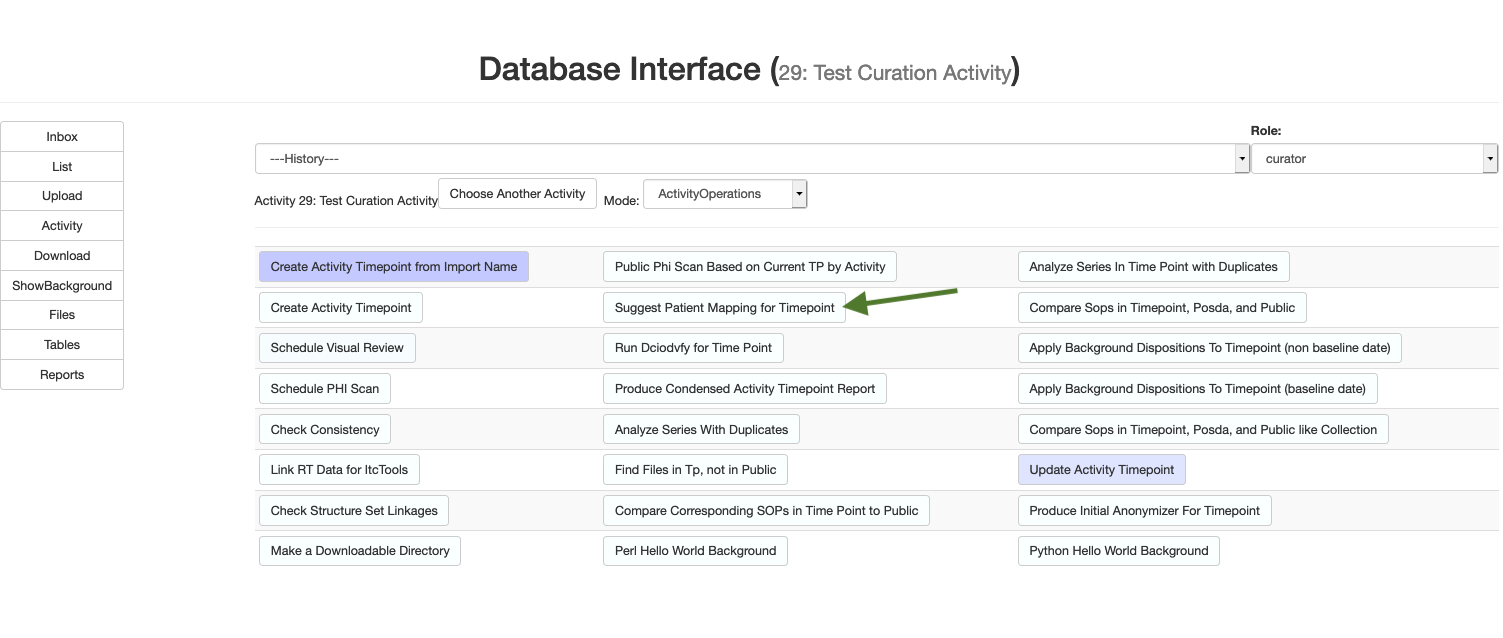 Database Interface (29: Test Curation Activity)
Inbox
List
Upload
Activity
Download
ShowBackground
Files
Tables
Reports
Role:
---History---
curator
Activity 29: Test Curation Activity Choose Another Activity Mode: ActivityOperations
Create Activity Timepoint from Import Name Public Phi Scan Based on Current TP by Activity Analyze Series In Time Point with Duplicates
Create Activity Timepoint Suggest Patient Mapping for Timepoint Compare Sops in Timepoint, Posda, and Public
Schedule Visual Review Run Dciodvfy for Time Point Apply Background Dispositions To Timepoint (non baseline date)
Schedule PHI Scan Produce Condensed Activity Timepoint Report Apply Background Dispositions To Timepoint (baseline date)
Check Consistency Analyze Series With Duplicates Compare Sops in Timepoint, Posda, and Public like Collection
Link RT Data for ItcTools Find Files in Tp, not in Public Update Activity Timepoint
Check Structure Set Linkages Compare Corresponding SOPs in Time Point to Public Produce Initial Anonymizer For Timepoint
Make a Downloadable Directory Perl Hello World Background Python Hello World Background